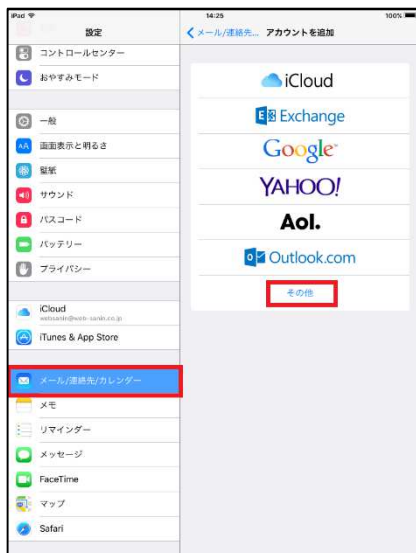 iPad
14:25
100%
設定
メール/連絡先...
アカウントを追加
コントロールセンター
おやすみモード
一般
画面表示と明るさ
壁紙
サウンド
パスコード
バッテリー
プライバシー
iCloud
iTunes & App Store
メール/連絡先/カレンダー
メモ
リマインダー
メッセージ
FaceTime
マップ
Safari
iCloud
Exchange
Google
YAHOO!
Aol.
Outlook.com
その他